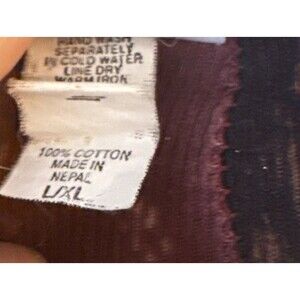 HAND WASH
SEPARATELY
IN COLD WATER
LINE DRY
WARM IRON
100% COTTON
MADE IN
NEPAL
L/XL